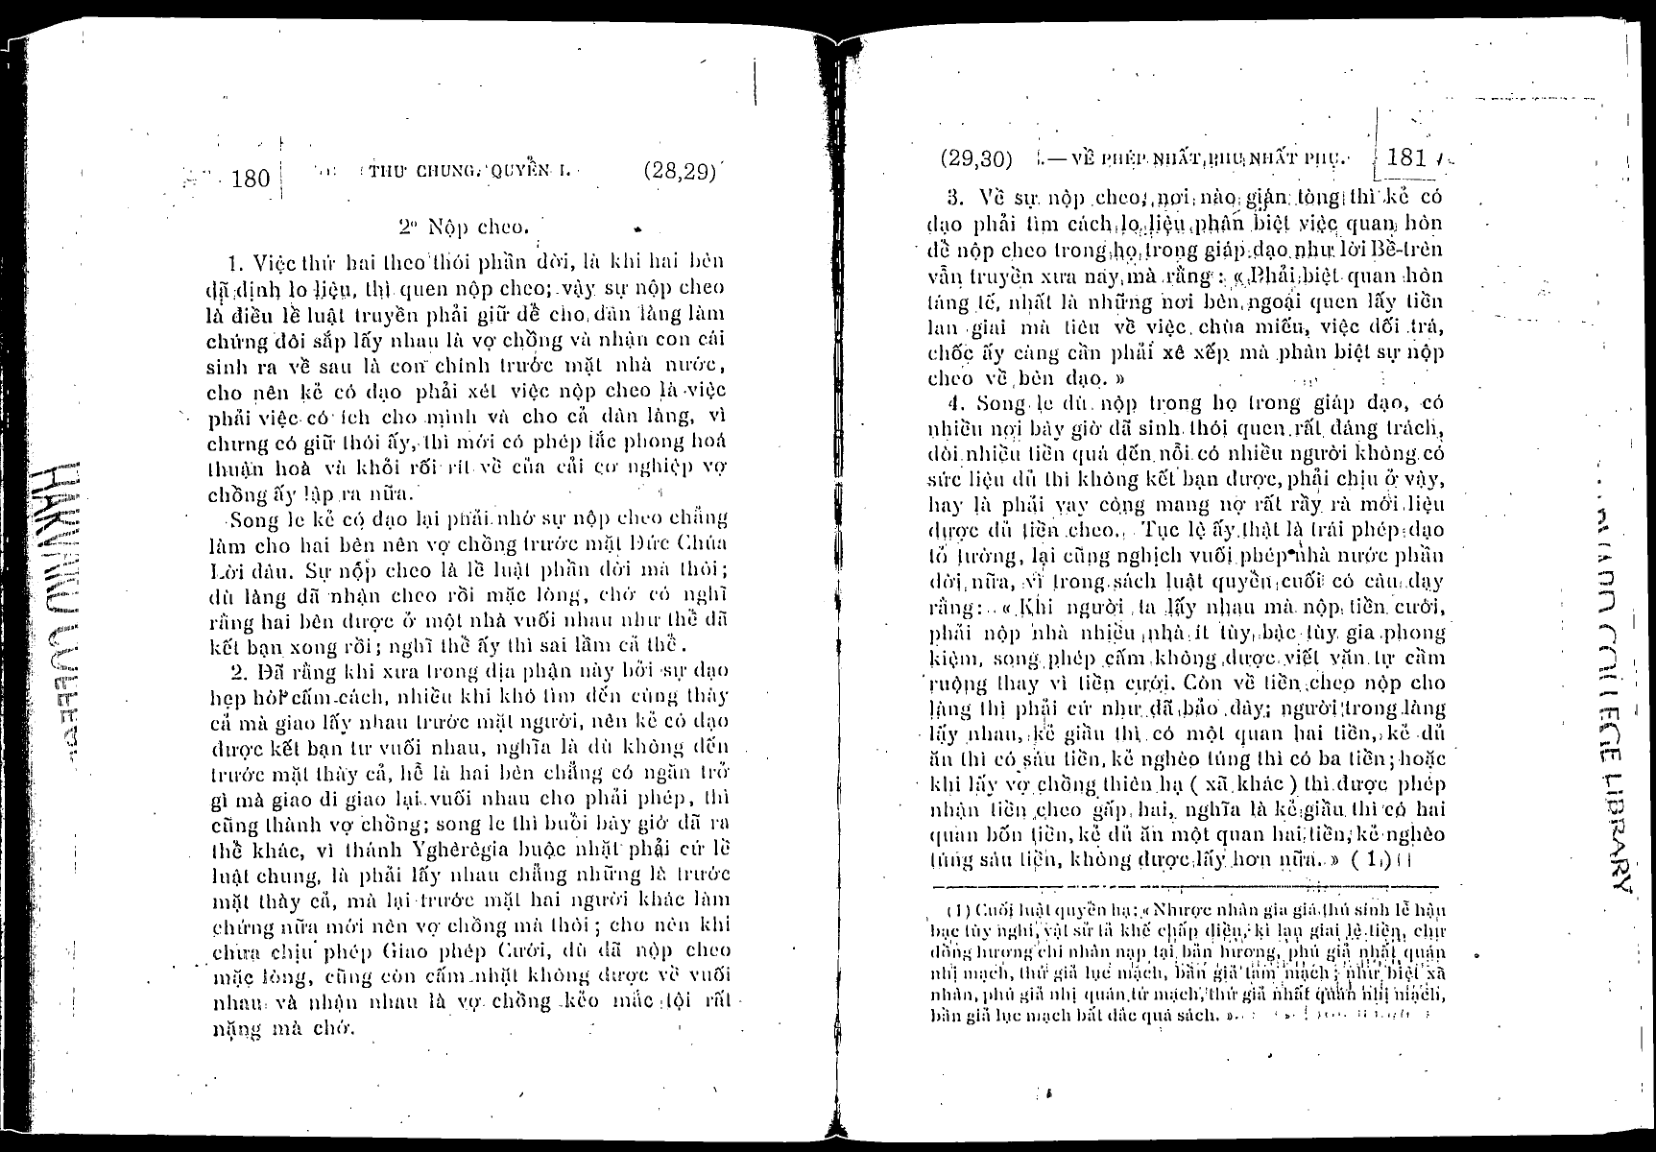 180 THƯ CHUNG, QUYỂN I. (28,29)
2º Nộp cheo.
1. Việc thứ hai theo thói phần đời, là khi hai bên
đã định lo liệu, thì quen nộp cheo; vậy sự nộp cheo
là điều lề luật truyền phải giữ để cho dân làng làm
chứng đôi sắp lấy nhau là vợ chồng và nhận con cái
sinh ra về sau là con chính trước mặt nhà nước,
cho nên kẻ có đạo phải xét việc nộp cheo là việc
phải việc có ích cho mình và cho cả dân làng, vì
chưng có giữ thói ấy, thì mới có phép tắc phong hoá
thuận hoà và khỏi rối rít về của cải cơ nghiệp vợ
chồng ấy lập ra nữa.
Song le kẻ có đạo lại phải nhớ sự nộp cheo chẳng
làm cho hai bên nên vợ chồng trước mặt Đức Chúa
Lời đâu. Sự nộp cheo là lề luật phần đời mà thôi;
dù làng đã nhận cheo rồi mặc lòng, chớ có nghĩ
rằng hai bên được ở một nhà vuối nhau như thể đã
kết bạn xong rồi; nghĩ thể ấy thì sai lầm cả thể.
2. Đã rằng khi xưa trong địa phận này bởi sự đạo
hẹp hòi cấm cách, nhiều khi khó tìm đến cùng thày
cả mà giao lấy nhau trước mặt người, nên kẻ có đạo
được kết bạn tư vuối nhau, nghĩa là dù không đến
trước mặt thày cả, hễ là hai bên chẳng có ngăn trở
gì mà giao đi giao lại vuối nhau cho phải phép, thì
cũng thành vợ chồng; song le thì buổi bây giờ đã ra
thể khác, vì thánh Yghêrêgia buộc nhặt phải cứ lề
luật chung, là phải lấy nhau chẳng những là trước
mặt thày cả, mà lại trước mặt hai người khác làm
chứng nữa mới nên vợ chồng mà thôi; cho nên khi
chưa chịu phép Giao phép Cưới, dù đã nộp cheo
mặc lòng, cũng còn cấm nhặt không được về vuối
nhau và nhận nhau là vợ chồng kẻo mắc tội rất
nặng mà chớ.
(29,30) I. — VỀ PHÉP NHẤT PHU NHẤT PHỤ. 181
3. Về sự nộp cheo, nơi nào giản tòng thì kẻ có
đạo phải tìm cách lo liệu phân biệt việc quan hôn
để nộp cheo trong họ trong giáp đạo như lời Bề-trên
vẫn truyền xưa nay mà rằng: « Phải biệt quan hôn
táng tế, nhất là những nơi bên ngoại quen lấy tiền
lan giai mà tiêu về việc chùa miếu, việc dối trá,
chốc ấy càng cần phải xê xếp mà phân biệt sự nộp
cheo về bên đạo. »
4. Song le dù nộp trong họ trong giáp đạo, có
nhiều nơi bây giờ đã sinh thói quen rất đáng trách,
đòi nhiều tiền quá đến nỗi có nhiều người không có
sức liệu đủ thì không kết bạn được, phải chịu ở vậy,
hay là phải vay công mang nợ rất rầy rà mới liệu
được đủ tiền cheo. Tục lệ ấy thật là trái phép đạo
tỏ tường, lại cũng nghịch vuối phép nhà nước phần
đời nữa, vì trong sách luật quyển cuối có câu dạy
rằng: « Khi người ta lấy nhau mà nộp tiền cưới,
phải nộp nhà nhiều nhà ít tùy bậc tùy gia phong
kiệm, song phép cấm không được viết văn tự cầm
ruộng thay vì tiền cưới. Còn về tiền cheo nộp cho
làng thì phải cứ như đã bảo đây; người trong làng
lấy nhau, kẻ giầu thì có một quan hai tiền, kẻ đủ
ăn thì có sáu tiền, kẻ nghèo túng thì có ba tiền; hoặc
khi lấy vợ chồng thiên hạ ( xã khác ) thì được phép
nhận tiền cheo gấp hai, nghĩa là kẻ giầu thì có hai
quan bốn tiền, kẻ đủ ăn một quan hai tiền, kẻ nghèo
túng sáu tiền, không được lấy hơn nữa. » (1)
(1) Cuối luật quyển hạ: « Nhược nhân gia giá thú sính lễ hậu
bạc tùy nghi, vật sử tả khế chấp điền, kì lan giai lệ tiền, chỉ
đồng hương chi nhân nạp tại bản hương, phú giả nhất quán
nhị mạch, thứ giả lục mạch, bần giả tam mạch; như biệt xã
nhân, phú giả nhị quán tứ mạch, thứ giả nhất quán nhị mạch,
bần giả lục mạch bất đắc quá sách. »
HARVARD COLLEGE
HARVARD COLLEGE LIBRARY